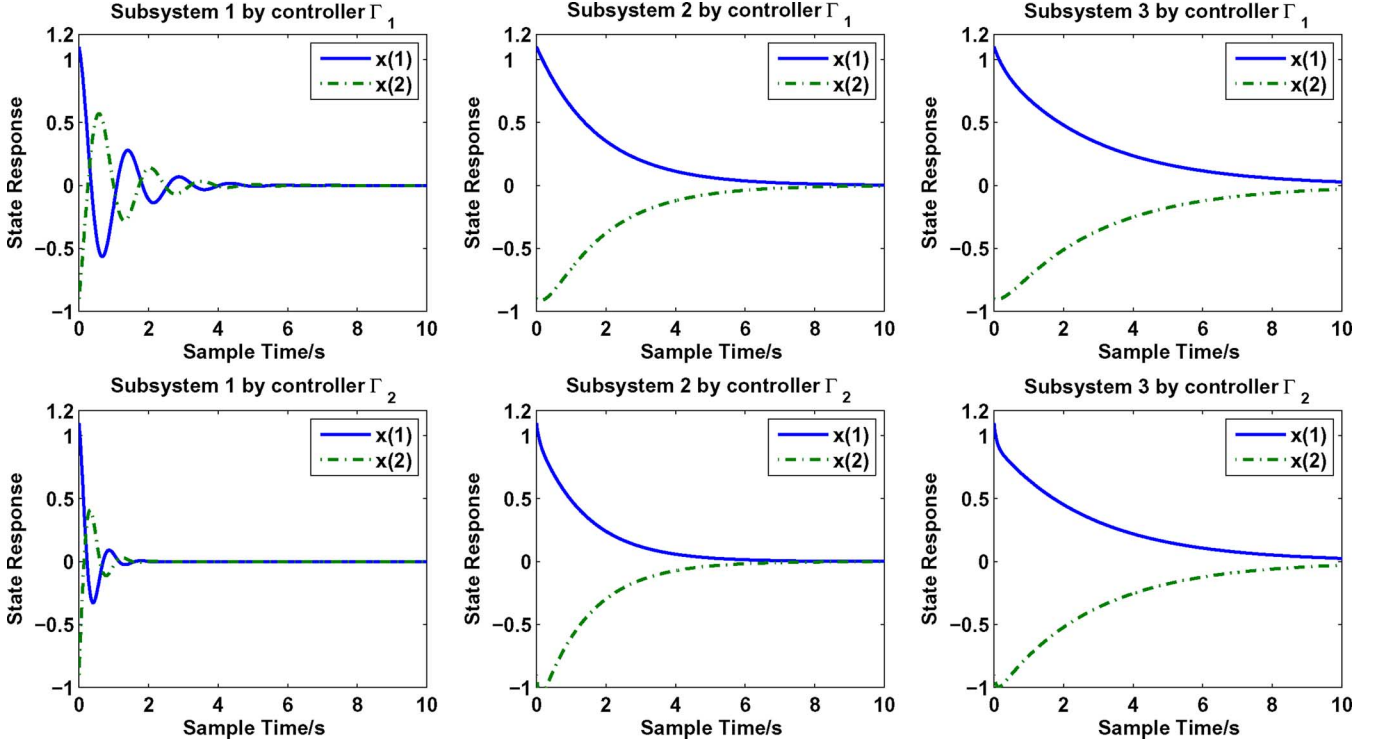 Subsystem 1 by controller Γ_1
1.2
1
0.5
0
−0.5
−1
State Response
0 2 4 6 8 10
Sample Time/s
x(1)
x(2)
Subsystem 2 by controller Γ_1
1.2
1
0.5
0
−0.5
−1
State Response
0 2 4 6 8 10
Sample Time/s
x(1)
x(2)
Subsystem 3 by controller Γ_1
1.2
1
0.5
0
−0.5
−1
State Response
0 2 4 6 8 10
Sample Time/s
x(1)
x(2)
Subsystem 1 by controller Γ_2
1.2
1
0.5
0
−0.5
−1
State Response
0 2 4 6 8 10
Sample Time/s
x(1)
x(2)
Subsystem 2 by controller Γ_2
1.2
1
0.5
0
−0.5
−1
State Response
0 2 4 6 8 10
Sample Time/s
x(1)
x(2)
Subsystem 3 by controller Γ_2
1.2
1
0.5
0
−0.5
−1
State Response
0 2 4 6 8 10
Sample Time/s
x(1)
x(2)